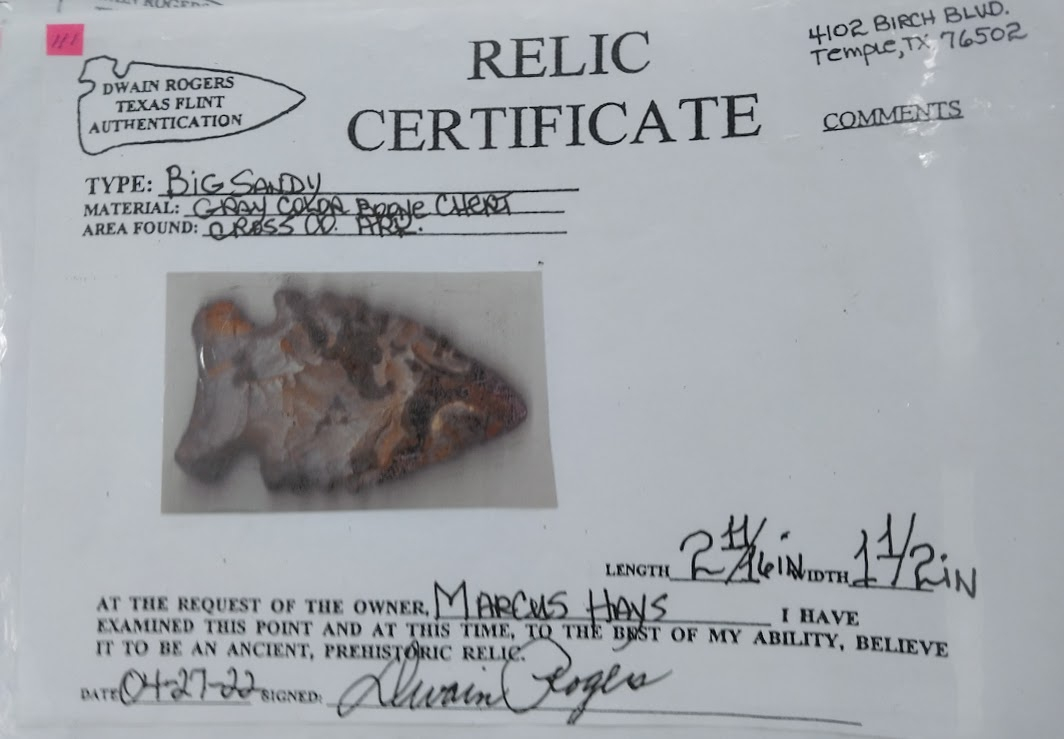 111
DWAIN ROGERS
TEXAS FLINT
AUTHENTICATION
RELIC
CERTIFICATE
4102 BIRCH BLVD.
Temple, TX 76502
COMMENTS
TYPE: BIG SANDY
MATERIAL: GRAY COLOR BOONE CHERT
AREA FOUND: CROSS CO. ARK.
LENGTH 2 11/16 IN WIDTH 1 1/2 IN
AT THE REQUEST OF THE OWNER, MARCUS HAYS I HAVE
EXAMINED THIS POINT AND AT THIS TIME, TO THE BEST OF MY ABILITY, BELIEVE
IT TO BE AN ANCIENT, PREHISTORIC RELIC.
DATE 04-27-22 SIGNED: Dwain Rogers